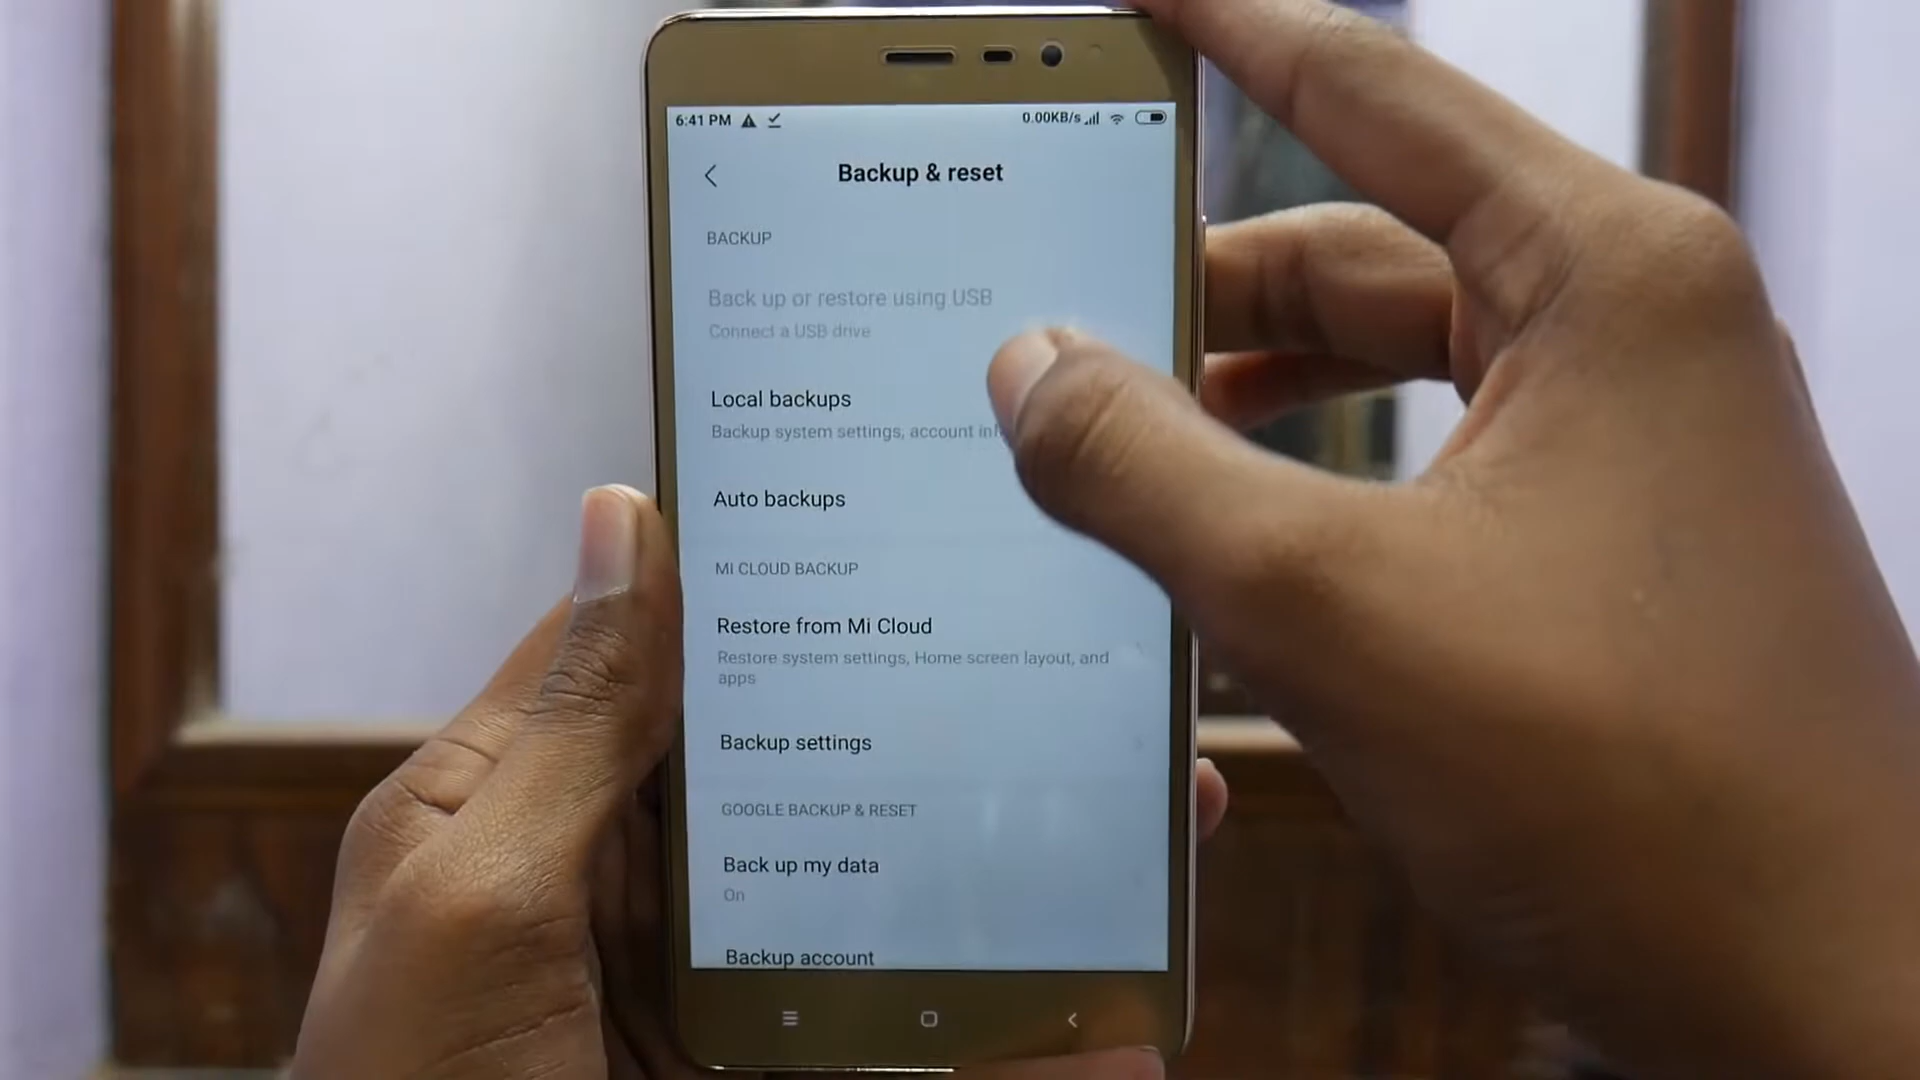 6:41 PM
0.00KB/s
Backup & reset
BACKUP
Back up or restore using USB
Connect a USB drive
Local backups
Backup system settings, account
Auto backups
MI CLOUD BACKUP
Restore from Mi Cloud
Restore system settings, Home screen layout, and
apps
Backup settings
GOOGLE BACKUP & RESET
Back up my data
On
Backup account